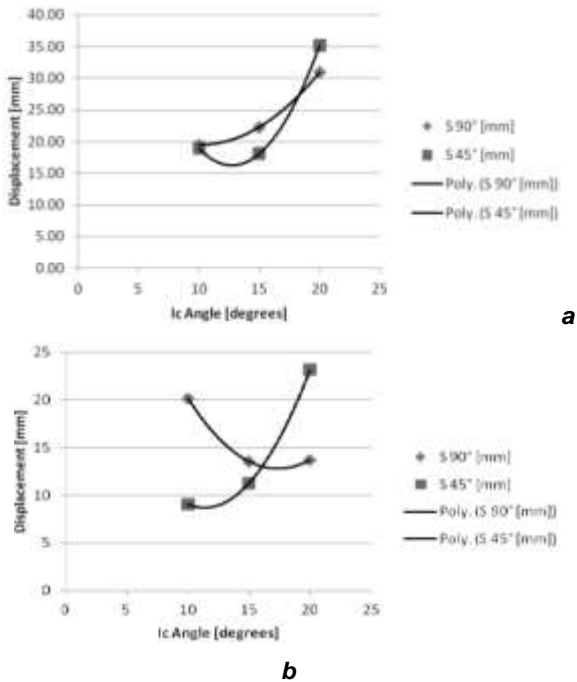 40.00
35.00
30.00
25.00
20.00
15.00
10.00
5.00
0.00
Displacement [mm]
0 5 10 15 20 25
Ic Angle [degrees]
S 90° [mm]
S 45° [mm]
Poly. (S 90° [mm])
Poly. (S 45° [mm])
a
25
20
15
10
5
0
Displacement [mm]
0 5 10 15 20 25
Ic Angle [degrees]
S 90° [mm]
S 45° [mm]
Poly. (S 90° [mm])
Poly. (S 45° [mm])
b